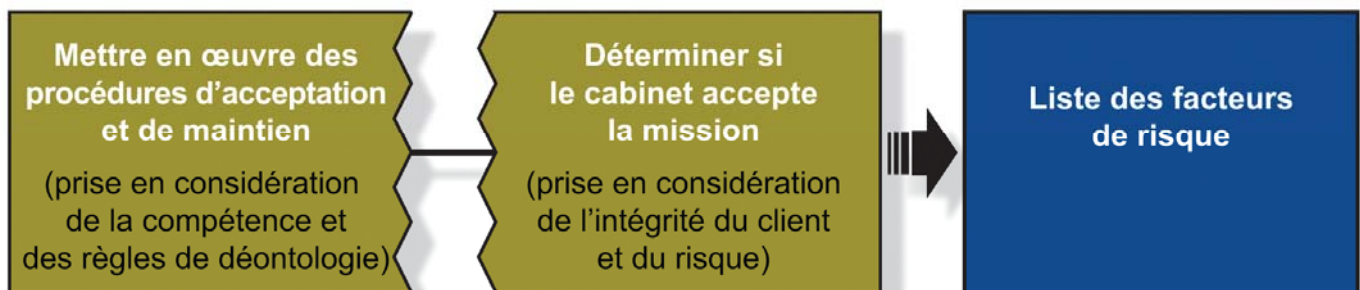 Mettre en œuvre des
procédures d’acceptation
et de maintien
(prise en considération
de la compétence et
des règles de déontologie)
Déterminer si
le cabinet accepte
la mission
(prise en considération
de l’intégrité du client
et du risque)
Liste des facteurs
de risque